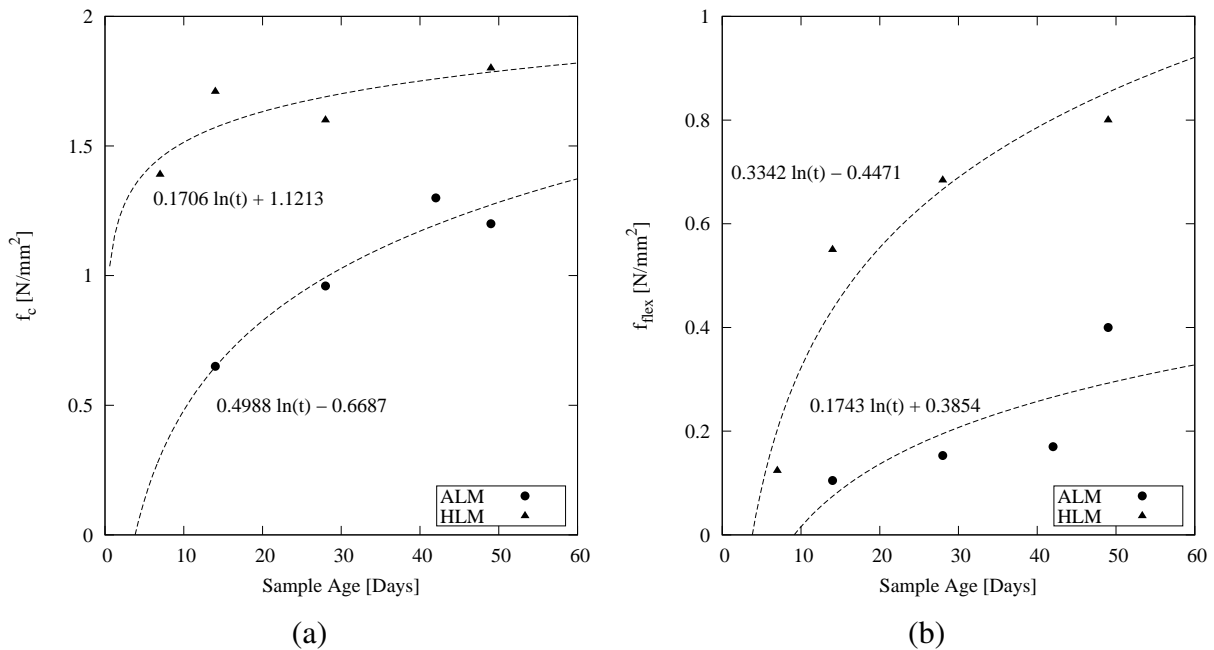 2
1.5
1
0.5
0
0 10 20 30 40 50 60
f_c [N/mm^2]
Sample Age [Days]
0.1706 ln(t) + 1.1213
0.4988 ln(t) − 0.6687
ALM
HLM
(a)
1
0.8
0.6
0.4
0.2
0
0 10 20 30 40 50 60
f_flex [N/mm^2]
Sample Age [Days]
0.3342 ln(t) − 0.4471
0.1743 ln(t) + 0.3854
ALM
HLM
(b)